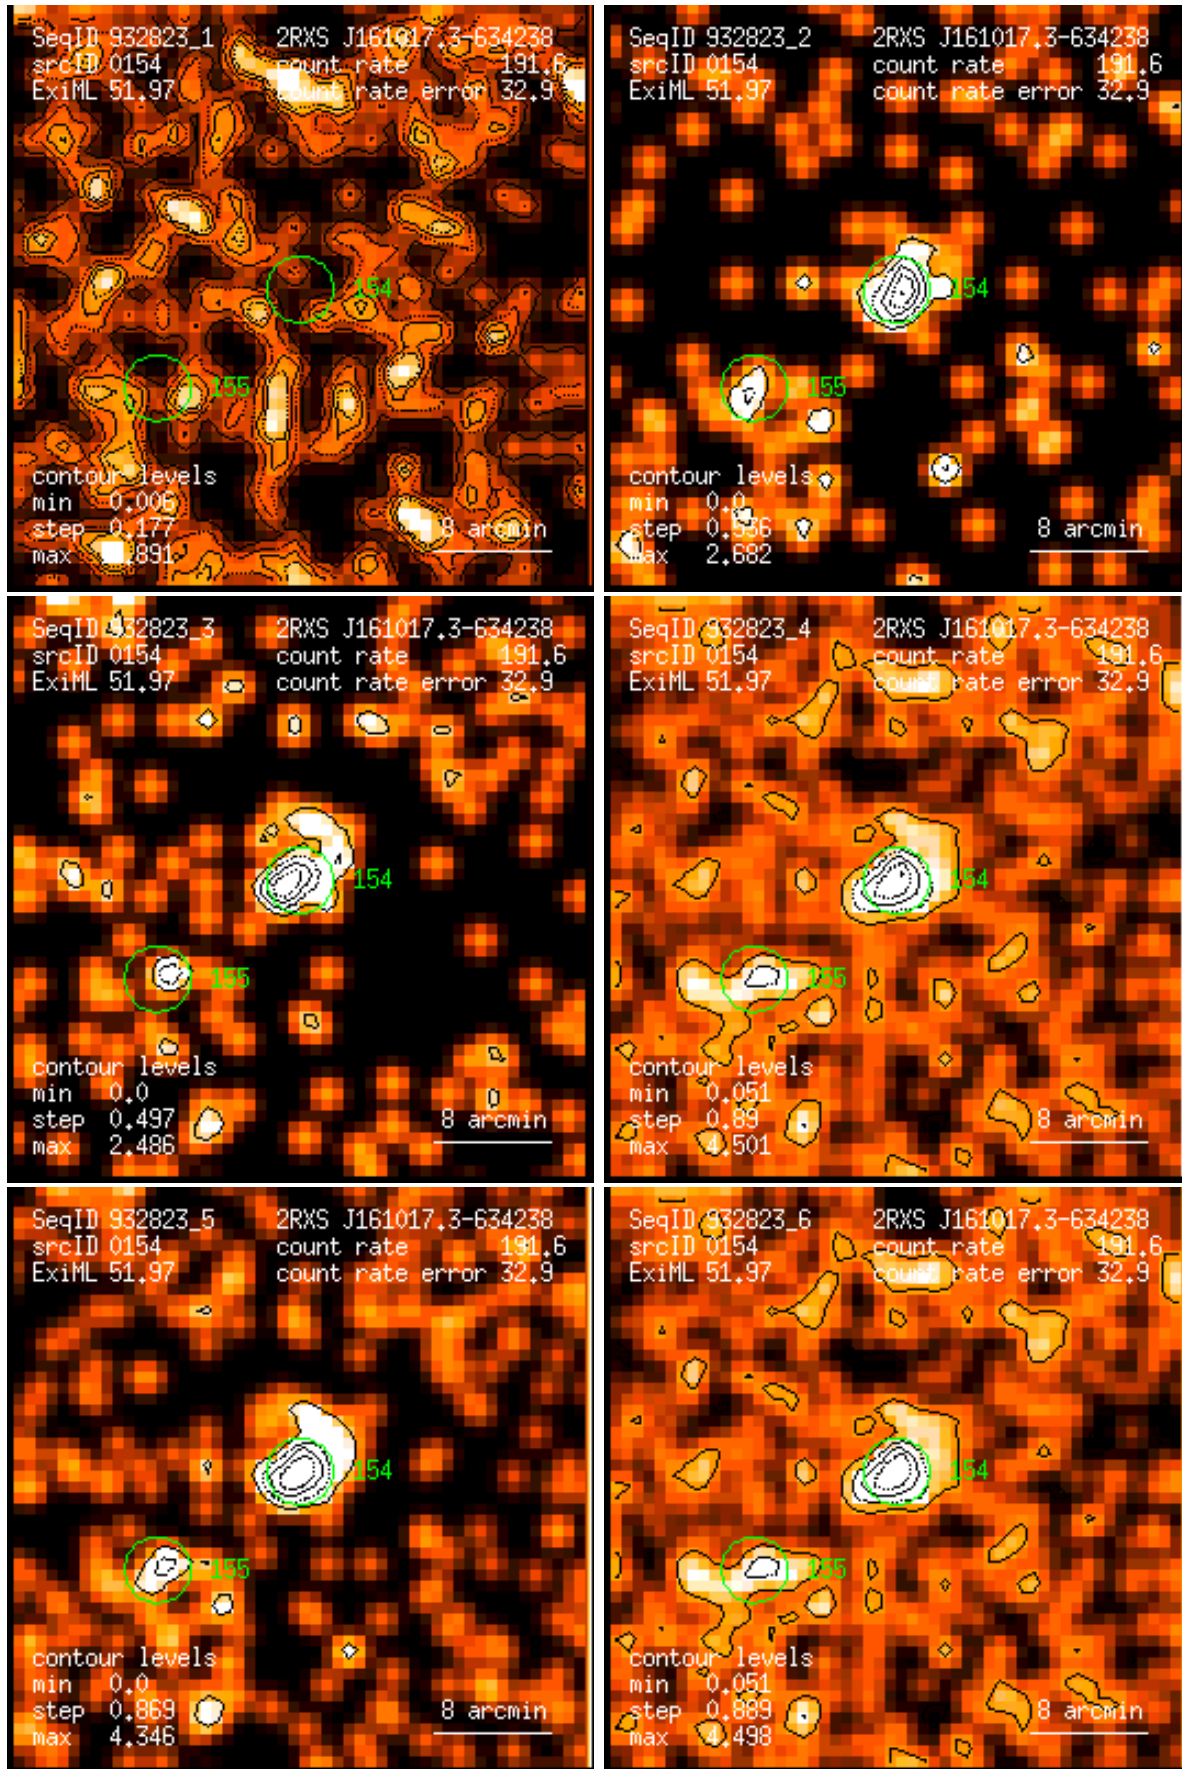 SeqID 932823_1 2RXS J161017.3-634238
srcID 0154 count rate 191.6
ExiML 51.97 count rate error 32.9
154
155
contour levels
min 0.006
step 0.177
max .891
8 arcmin
SeqID 932823_2 2RXS J161017.3-634238
srcID 0154 count rate 191.6
ExiML 51.97 count rate error 32.9
154
155
contour levels
min 0.0
step 0.536
max 2.682
8 arcmin
SeqID 932823_3 2RXS J161017.3-634238
srcID 0154 count rate 191.6
ExiML 51.97 count rate error 32.9
154
155
contour levels
min 0.0
step 0.497
max 2.486
8 arcmin
SeqID 932823_4 2RXS J161017.3-634238
srcID 0154 count rate 191.6
ExiML 51.97 count rate error 32.9
154
155
contour levels
min 0.051
step 0.89
max 4.501
8 arcmin
SeqID 932823_5 2RXS J161017.3-634238
srcID 0154 count rate 191.6
ExiML 51.97 count rate error 32.9
154
155
contour levels
min 0.0
step 0.869
max 4.346
8 arcmin
SeqID 932823_6 2RXS J161017.3-634238
srcID 0154 count rate 191.6
ExiML 51.97 count rate error 32.9
154
155
contour levels
min 0.051
step 0.889
max 4.498
8 arcmin